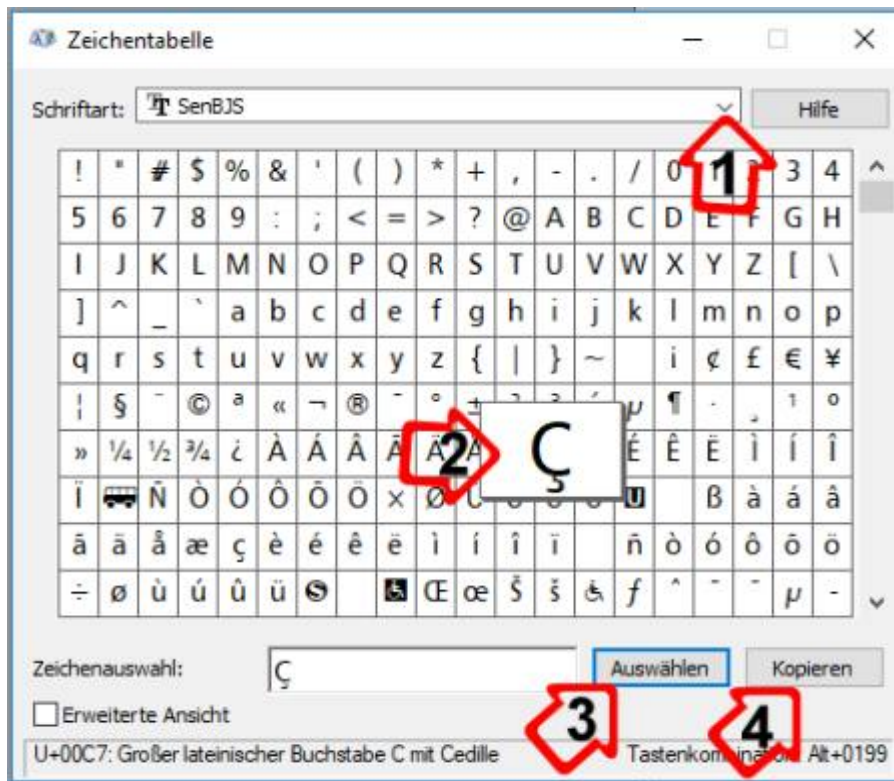 Zeichentabelle
Schriftart: SenBJS Hilfe
1
! " # $ % & ' ( ) * + , - . / 0 3 4
5 6 7 8 9 : ; < = > ? @ A B C D E F G H
I J K L M N O P Q R S T U V W X Y Z [ \
] ^ _ ` a b c d e f g h i j k l m n o p
q r s t u v w x y z { | } ~ ¡ ¢ £ € ¥
¦ § ¨ © ª « ¬ ® ¯ ° ± µ ¶ · ¸ ¹ º
» ¼ ½ ¾ ¿ À Á Â Ã Ä 2 Ç É Ê Ë Ì Í Î
Ï Ñ Ò Ó Ô Õ Ö × Ø U ß à á â
ã ä å æ ç è é ê ë ì í î ï ñ ò ó ô õ ö
÷ ø ù ú û ü S Œ œ Š š ƒ ˆ µ -
Zeichenauswahl: Ç Auswählen Kopieren
3 4
Erweiterte Ansicht
U+00C7: Großer lateinischer Buchstabe C mit Cedille Alt+0199